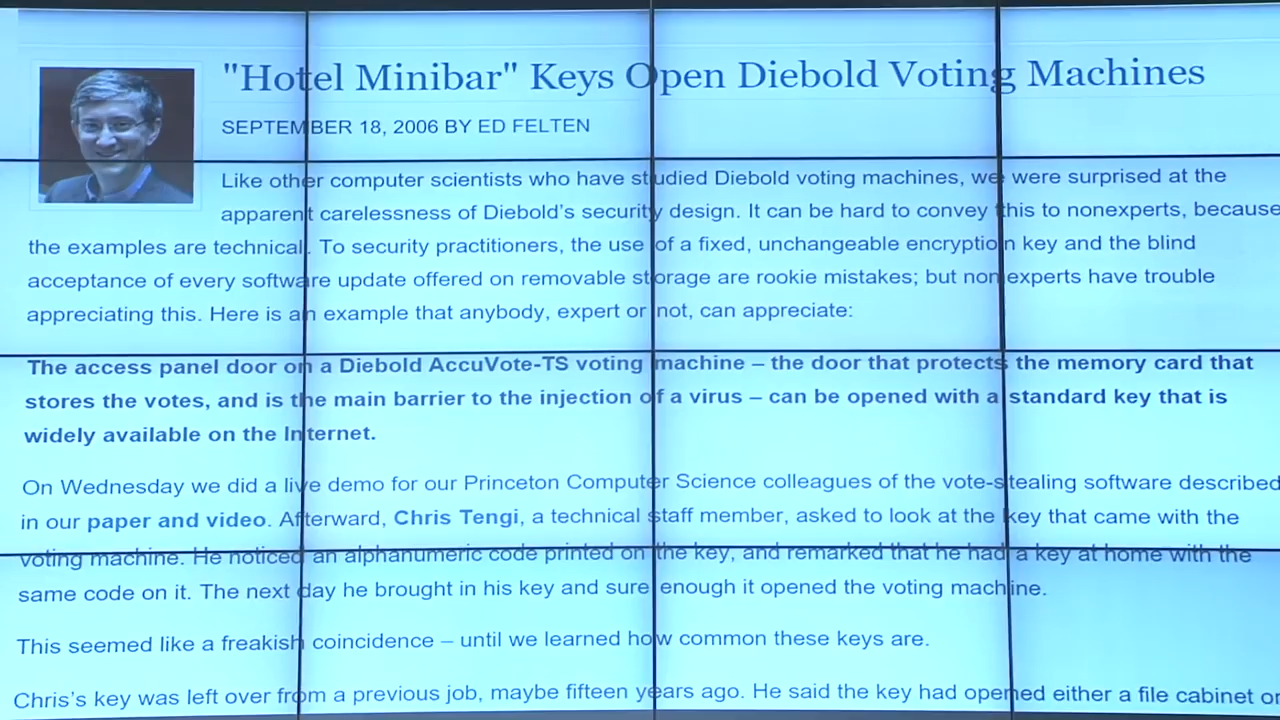 "Hotel Minibar" Keys Open Diebold Voting Machines
SEPTEMBER 18, 2006 BY ED FELTEN
Like other computer scientists who have studied Diebold voting machines, we were surprised at the
apparent carelessness of Diebold's security design. It can be hard to convey this to nonexperts, because
the examples are technical. To security practitioners, the use of a fixed, unchangeable encryption key and the blind
acceptance of every software update offered on removable storage are rookie mistakes; but nonexperts have trouble
appreciating this. Here is an example that anybody, expert or not, can appreciate:
The access panel door on a Diebold AccuVote-TS voting machine – the door that protects the memory card that
stores the votes, and is the main barrier to the injection of a virus – can be opened with a standard key that is
widely available on the Internet.
On Wednesday we did a live demo for our Princeton Computer Science colleagues of the vote-stealing software described
in our paper and video. Afterward, Chris Tengi, a technical staff member, asked to look at the key that came with the
voting machine. He noticed an alphanumeric code printed on the key, and remarked that he had a key at home with the
same code on it. The next day he brought in his key and sure enough it opened the voting machine.
This seemed like a freakish coincidence – until we learned how common these keys are.
Chris's key was left over from a previous job, maybe fifteen years ago. He said the key had opened either a file cabinet or